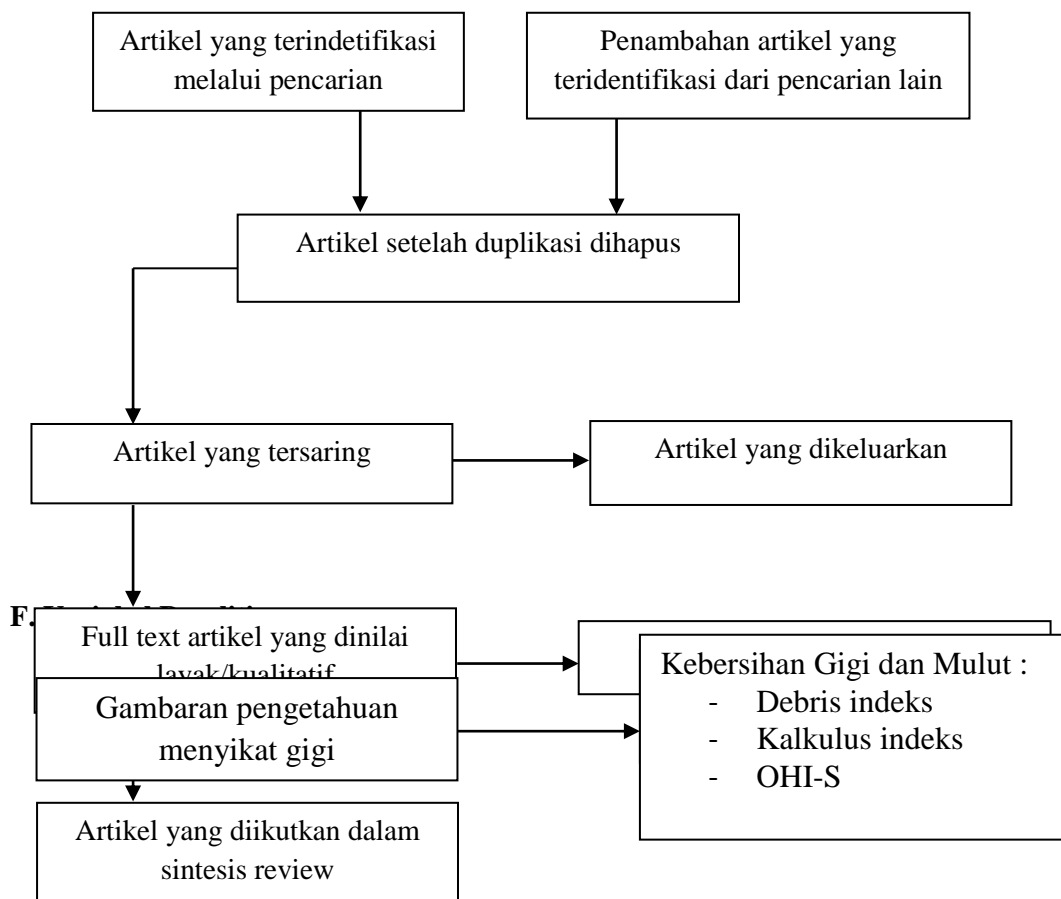 Artikel yang terindetifikasi
melalui pencarian
Penambahan artikel yang
teridentifikasi dari pencarian lain
Artikel setelah duplikasi dihapus
Artikel yang tersaring
Artikel yang dikeluarkan
F.
Full text artikel yang dinilai
layak/kualitatif
Gambaran pengetahuan
menyikat gigi
Kebersihan Gigi dan Mulut :
- Debris indeks
- Kalkulus indeks
- OHI-S
Artikel yang diikutkan dalam
sintesis review